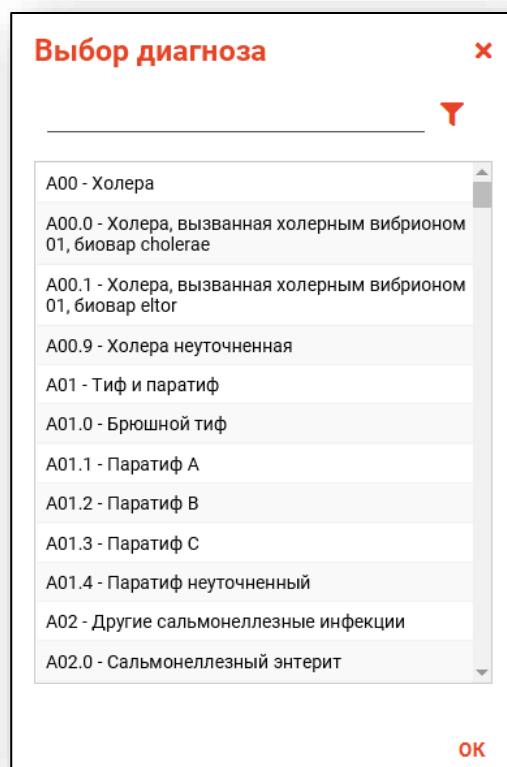 Выбор диагноза
A00 - Холера
A00.0 - Холера, вызванная холерным вибрионом
01, биовар cholerae
A00.1 - Холера, вызванная холерным вибрионом
01, биовар eltor
A00.9 - Холера неуточненная
A01 - Тиф и паратиф
A01.0 - Брюшной тиф
A01.1 - Паратиф A
A01.2 - Паратиф B
A01.3 - Паратиф C
A01.4 - Паратиф неуточненный
A02 - Другие сальмонеллезные инфекции
A02.0 - Сальмонеллезный энтерит
ОК